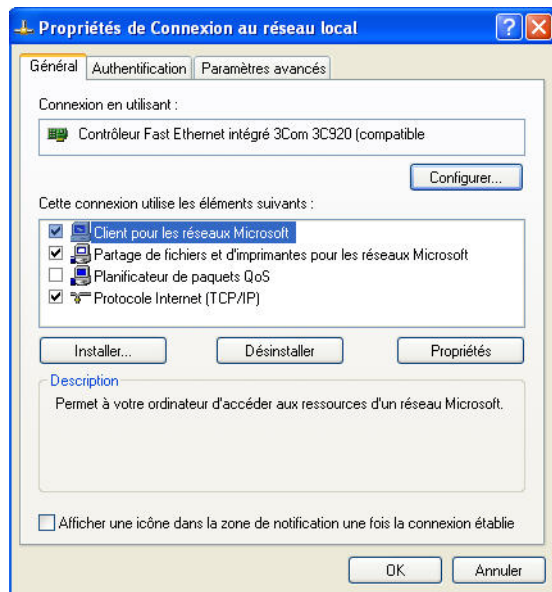 Propriétés de Connexion au réseau local
Général Authentification Paramètres avancés
Connexion en utilisant :
Contrôleur Fast Ethernet intégré 3Com 3C920 (compatible
Configurer...
Cette connexion utilise les éléments suivants :
Client pour les réseaux Microsoft
Partage de fichiers et d'imprimantes pour les réseaux Microsoft
Planificateur de paquets QoS
Protocole Internet (TCP/IP)
Installer... Désinstaller Propriétés
Description
Permet à votre ordinateur d'accéder aux ressources d'un réseau Microsoft.
Afficher une icône dans la zone de notification une fois la connexion établie
OK Annuler